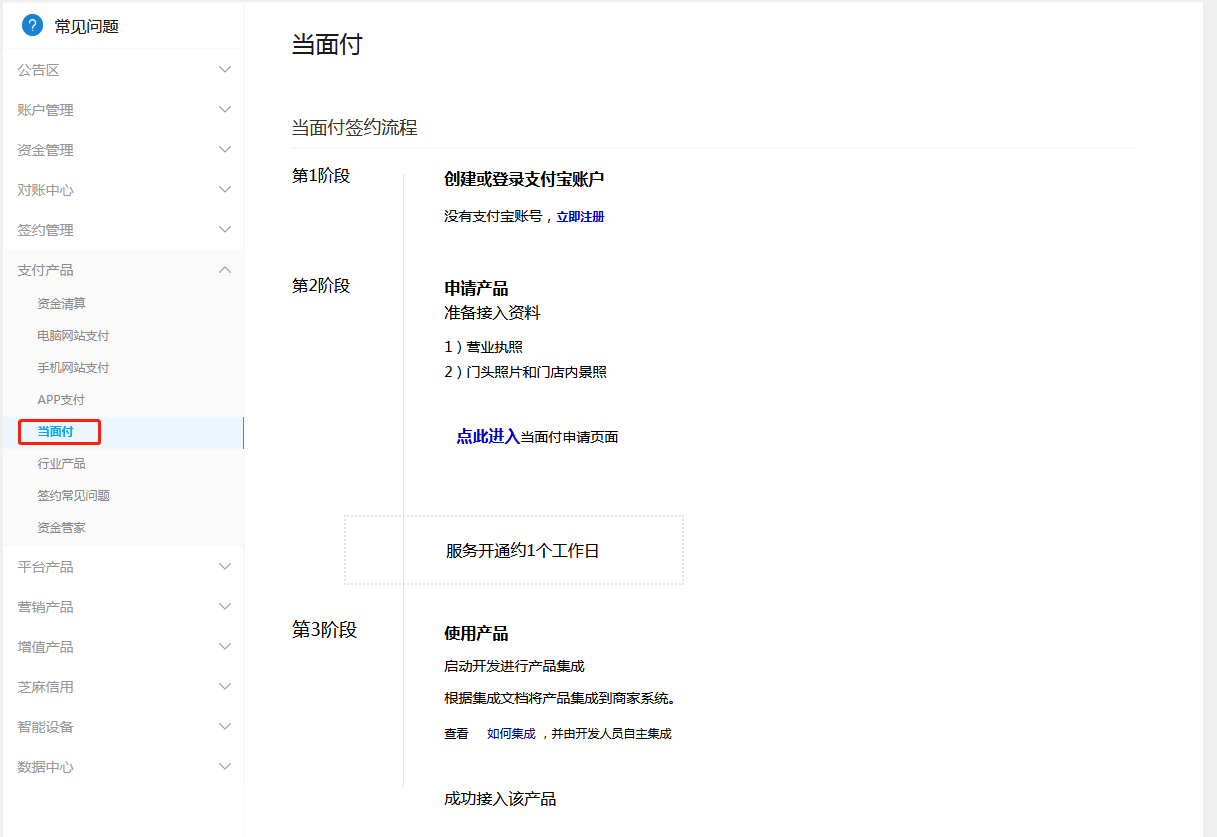 常见问题
公告区
账户管理
资金管理
对账中心
签约管理
支付产品
资金清算
电脑网站支付
手机网站支付
APP支付
当面付
行业产品
签约常见问题
资金管家
平台产品
营销产品
增值产品
芝麻信用
智能设备
数据中心
当面付
当面付签约流程
第1阶段
创建或登录支付宝账户
没有支付宝账号，立即注册
第2阶段
申请产品
准备接入资料
1）营业执照
2）门头照片和门店内景照
点此进入当面付申请页面
服务开通约1个工作日
第3阶段
使用产品
启动开发进行产品集成
根据集成文档将产品集成到商家系统。
查看 如何集成 ，并由开发人员自主集成
成功接入该产品